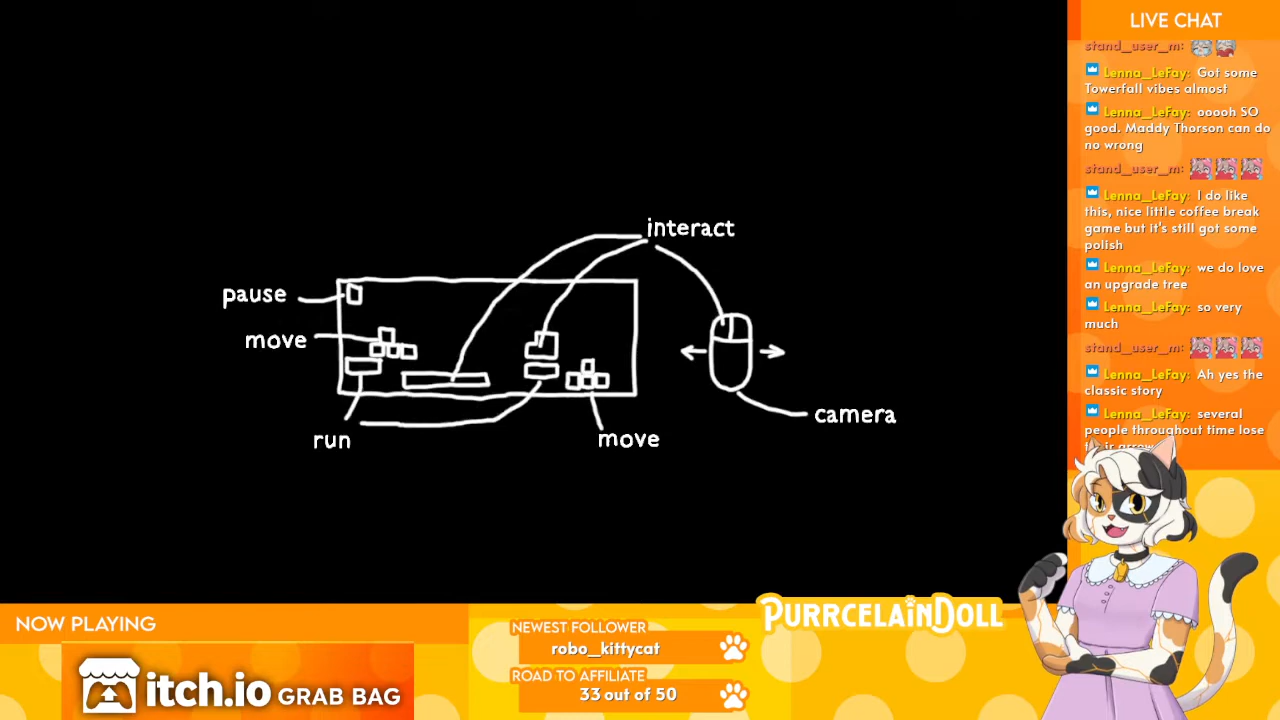 interact
pause
move
run
move
camera
LIVE CHAT
stand_user_m:
Lenna_LeFay: Got some
Towerfall vibes almost
Lenna_LeFay: ooooh SO
good. Maddy Thorson can do
no wrong
stand_user_m:
Lenna_LeFay: I do like
this, nice little coffee break
game but it's still got some
polish
Lenna_LeFay: we do love
an upgrade tree
Lenna_LeFay: so very
much
stand_user_m:
Lenna_LeFay: Ah yes the
classic story
Lenna_LeFay: several
people throughout time lose
NOW PLAYING
itch.io GRAB BAG
NEWEST FOLLOWER
robo_kittycat
ROAD TO AFFILIATE
33 out of 50
PURRCELAINDOLL